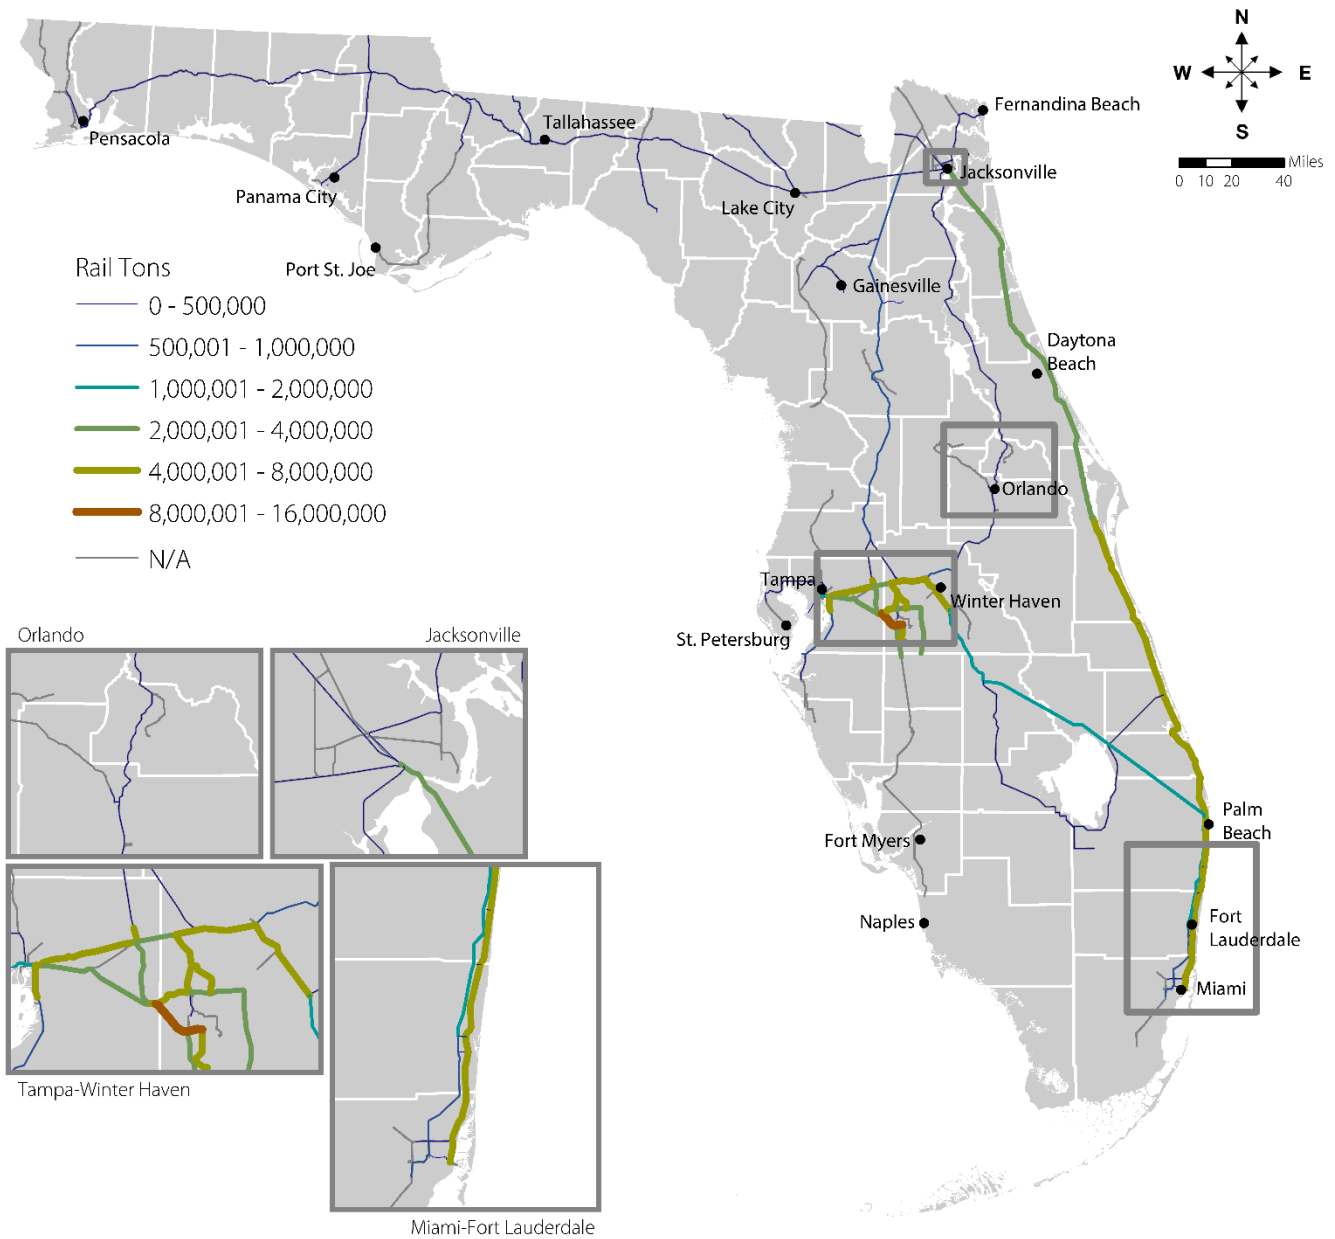 N
W E
S
Miles
0 10 20 40
Fernandina Beach
Pensacola
Tallahassee
Jacksonville
Panama City
Lake City
Port St. Joe
Gainesville
Rail Tons
0 - 500,000
500,001 - 1,000,000
1,000,001 - 2,000,000
2,000,001 - 4,000,000
4,000,001 - 8,000,000
8,000,001 - 16,000,000
N/A
Daytona
Beach
Orlando
Tampa
Winter Haven
St. Petersburg
Palm
Beach
Fort Myers
Naples
Fort
Lauderdale
Miami
Orlando
Jacksonville
Tampa-Winter Haven
Miami-Fort Lauderdale